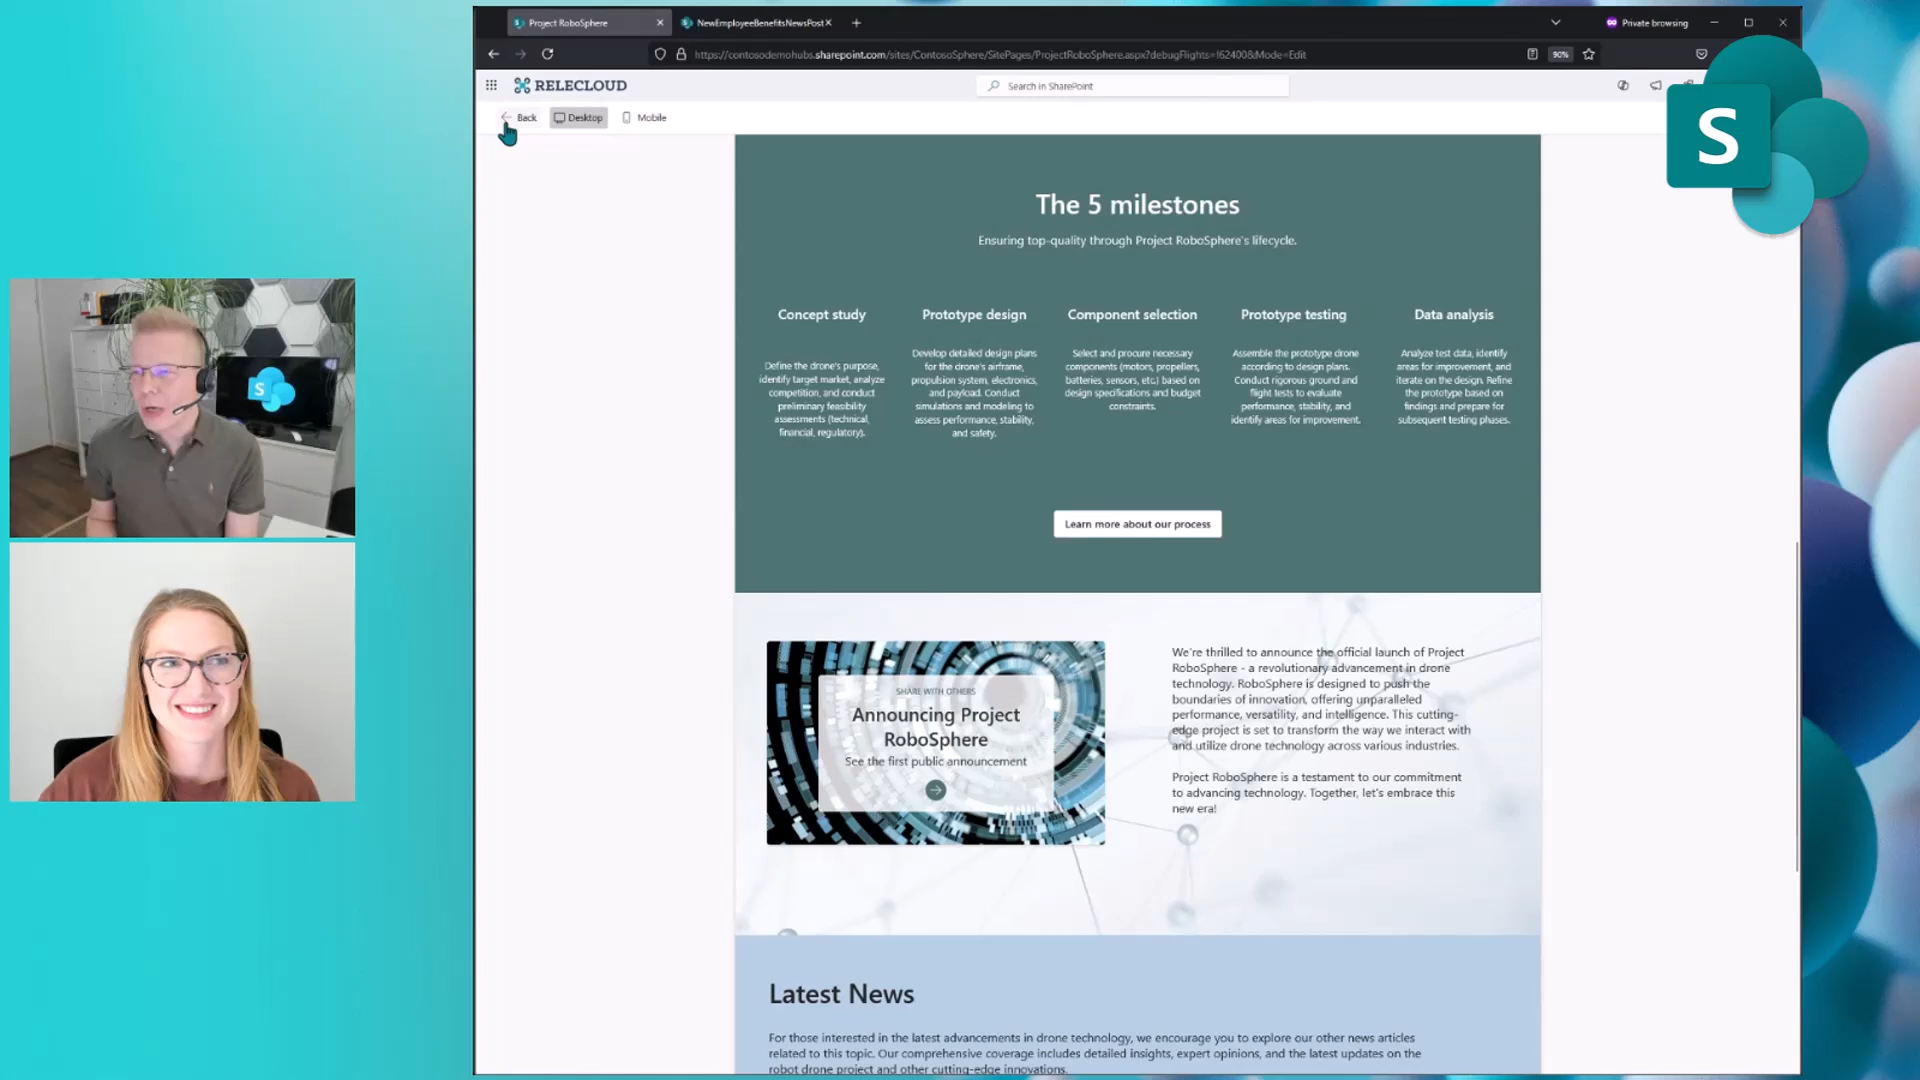 Project RoboSphere
NewEmployeeBenefitsNewsPost
Private browsing
https://contosodemohubs.sharepoint.com/sites/ContosoSphere/SitePages/ProjectRoboSphere.aspx?debugFlights=!62400&Mode=Edit
90%
RELECLOUD
Search in SharePoint
Back
Desktop
Mobile
S
The 5 milestones
Ensuring top-quality through Project RoboSphere's lifecycle.
Concept study
Define the drone's purpose,
identify target market, analyze
competition, and conduct
preliminary feasibility
assessments (technical,
financial, regulatory).
Prototype design
Develop detailed design plans
for the drone's airframe,
propulsion system, electronics,
and payload. Conduct
simulations and modeling to
assess performance, stability,
and safety.
Component selection
Select and procure necessary
components (motors, propellers,
batteries, sensors, etc.) based on
design specifications and budget
constraints.
Prototype testing
Assemble the prototype drone
according to design plans.
Conduct rigorous ground and
flight tests to evaluate
performance, stability, and
identify areas for improvement.
Data analysis
Analyze test data, identify
areas for improvement, and
iterate on the design. Refine
the prototype based on
findings and prepare for
subsequent testing phases.
Learn more about our process
S
SHARE WITH OTHERS
Announcing Project
RoboSphere
See the first public announcement
We're thrilled to announce the official launch of Project
RoboSphere - a revolutionary advancement in drone
technology. RoboSphere is designed to push the
boundaries of innovation, offering unparalleled
performance, versatility, and intelligence. This cutting-
edge project is set to transform the way we interact with
and utilize drone technology across various industries.
Project RoboSphere is a testament to our commitment
to advancing technology. Together, let's embrace this
new era!
Latest News
For those interested in the latest advancements in drone technology, we encourage you to explore our other news articles
related to this topic. Our comprehensive coverage includes detailed insights, expert opinions, and the latest updates on the
robot drone project and other cutting-edge innovations.